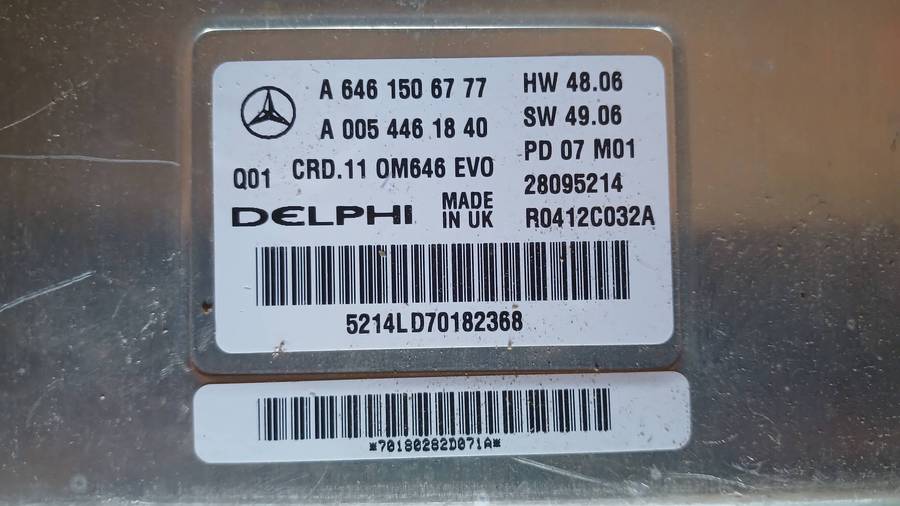 A 646 150 67 77
A 005 446 18 40
Q01 CRD.11 OM646 EVO
DELPHI MADE IN UK
HW 48.06
SW 49.06
PD 07 M01
28095214
R0412C032A
5214LD70182368
*70180282D071A*